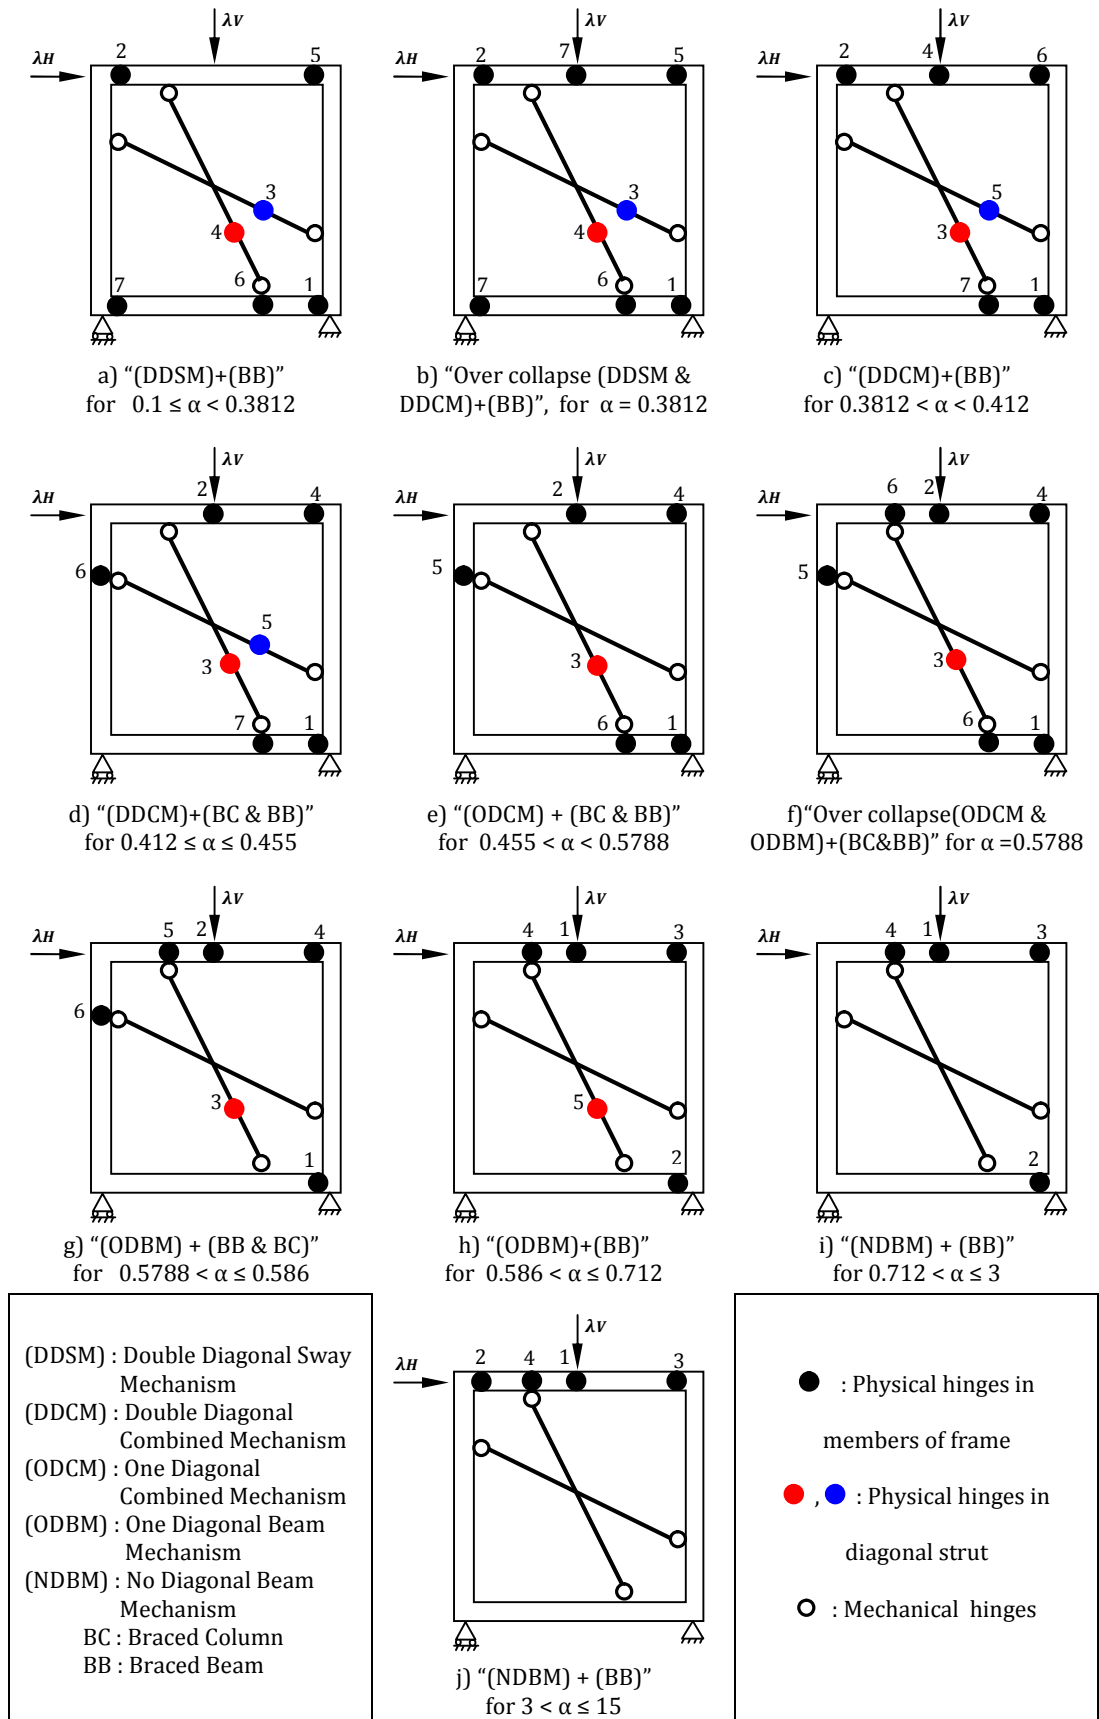 λV
λH
2
5
3
4
6
7
1
a) “(DDSM)+(BB)”
for 0.1 ≤ α < 0.3812
λV
λH
2
7
5
3
4
6
7
1
b) “Over collapse (DDSM &
DDCM)+(BB)”, for α = 0.3812
λV
λH
2
4
6
5
3
7
1
c) “(DDCM)+(BB)”
for 0.3812 < α < 0.412
λV
λH
2
4
6
5
3
7
1
d) “(DDCM)+(BC & BB)”
for 0.412 ≤ α ≤ 0.455
λV
λH
2
4
5
3
6
1
e) “(ODCM) + (BC & BB)”
for 0.455 < α < 0.5788
λV
λH
6
2
4
5
3
6
1
f)“Over collapse(ODCM &
ODBM)+(BC&BB)” for α =0.5788
λV
λH
5
2
4
6
3
1
g) “(ODBM) + (BB & BC)”
for 0.5788 < α ≤ 0.586
λV
λH
4
1
3
5
2
h) “(ODBM)+(BB)”
for 0.586 < α ≤ 0.712
λV
λH
4
1
3
2
i) “(NDBM) + (BB)”
for 0.712 < α ≤ 3
(DDSM) : Double Diagonal Sway
Mechanism
(DDCM) : Double Diagonal
Combined Mechanism
(ODCM) : One Diagonal
Combined Mechanism
(ODBM) : One Diagonal Beam
Mechanism
(NDBM) : No Diagonal Beam
Mechanism
BC : Braced Column
BB : Braced Beam
λV
λH
2
4
1
3
j) “(NDBM) + (BB)”
for 3 < α ≤ 15
: Physical hinges in
members of frame
, : Physical hinges in
diagonal strut
: Mechanical hinges